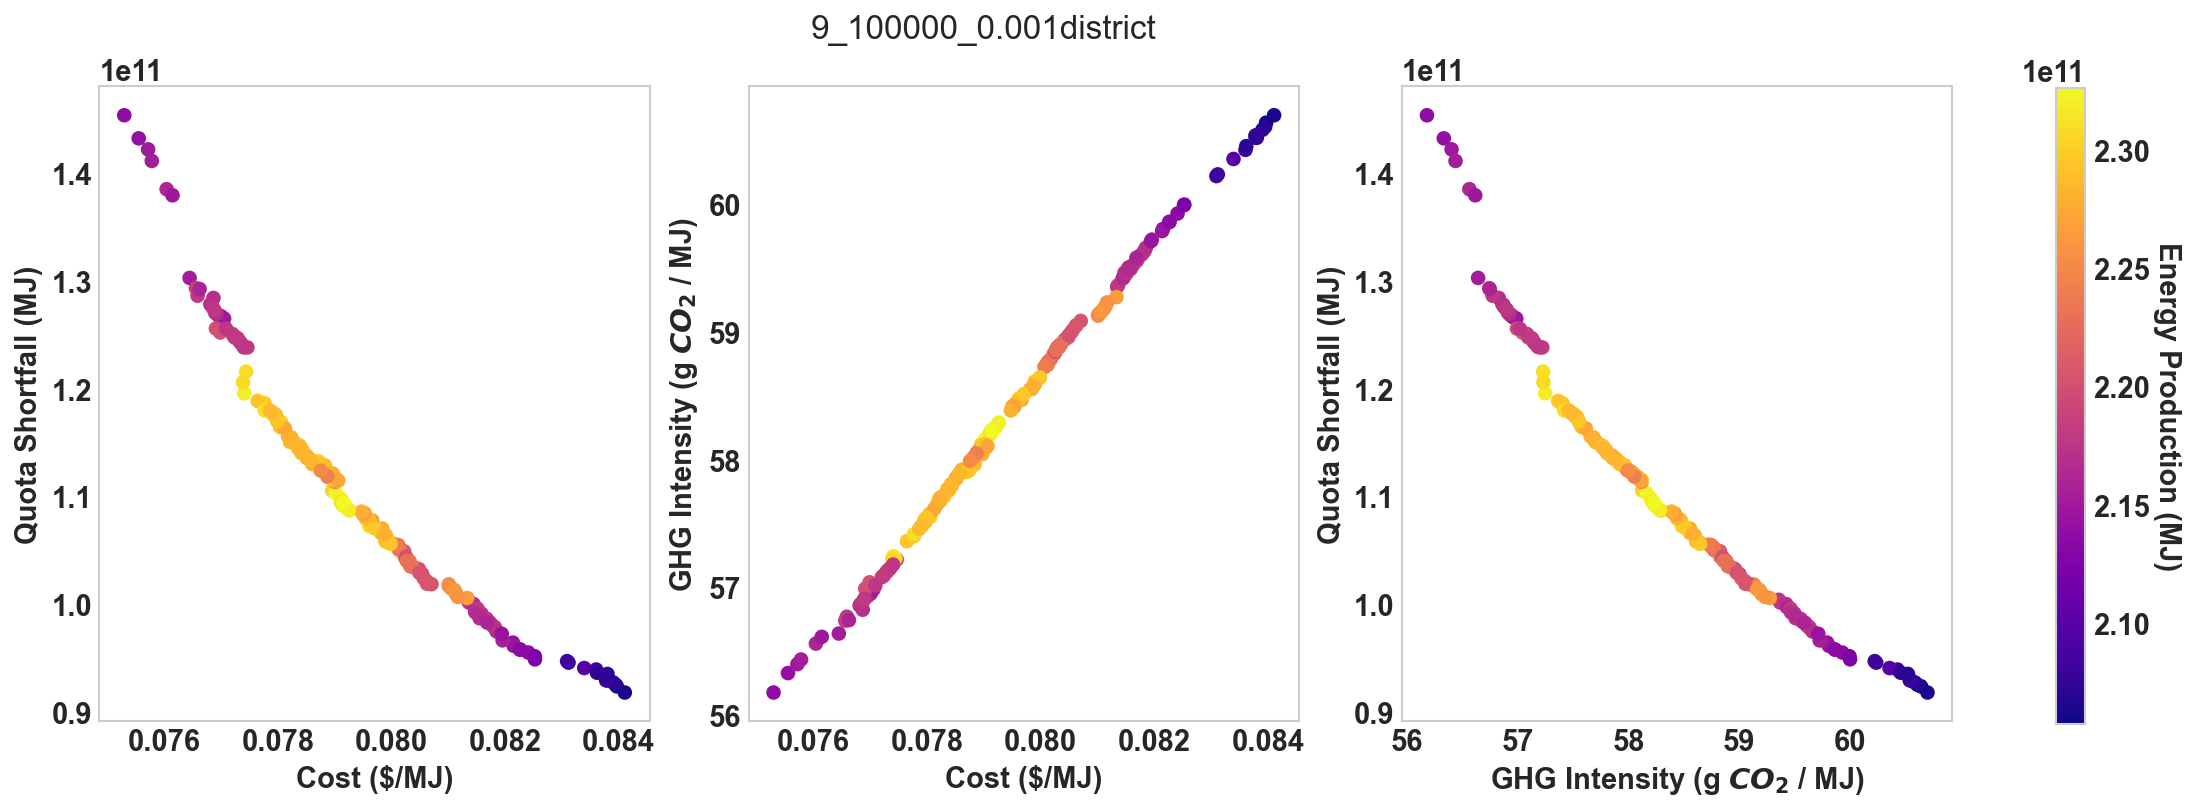 9_100000_0.001district
1e11
1.4
1.3
1.2
1.1
1.0
0.9
Quota Shortfall (MJ)
0.076 0.078 0.080 0.082 0.084
Cost ($/MJ)
60
59
58
57
56
GHG Intensity (g CO₂ / MJ)
0.076 0.078 0.080 0.082 0.084
Cost ($/MJ)
1e11
1.4
1.3
1.2
1.1
1.0
0.9
Quota Shortfall (MJ)
56 57 58 59 60
GHG Intensity (g CO₂ / MJ)
1e11
2.30
2.25
2.20
2.15
2.10
Energy Production (MJ)